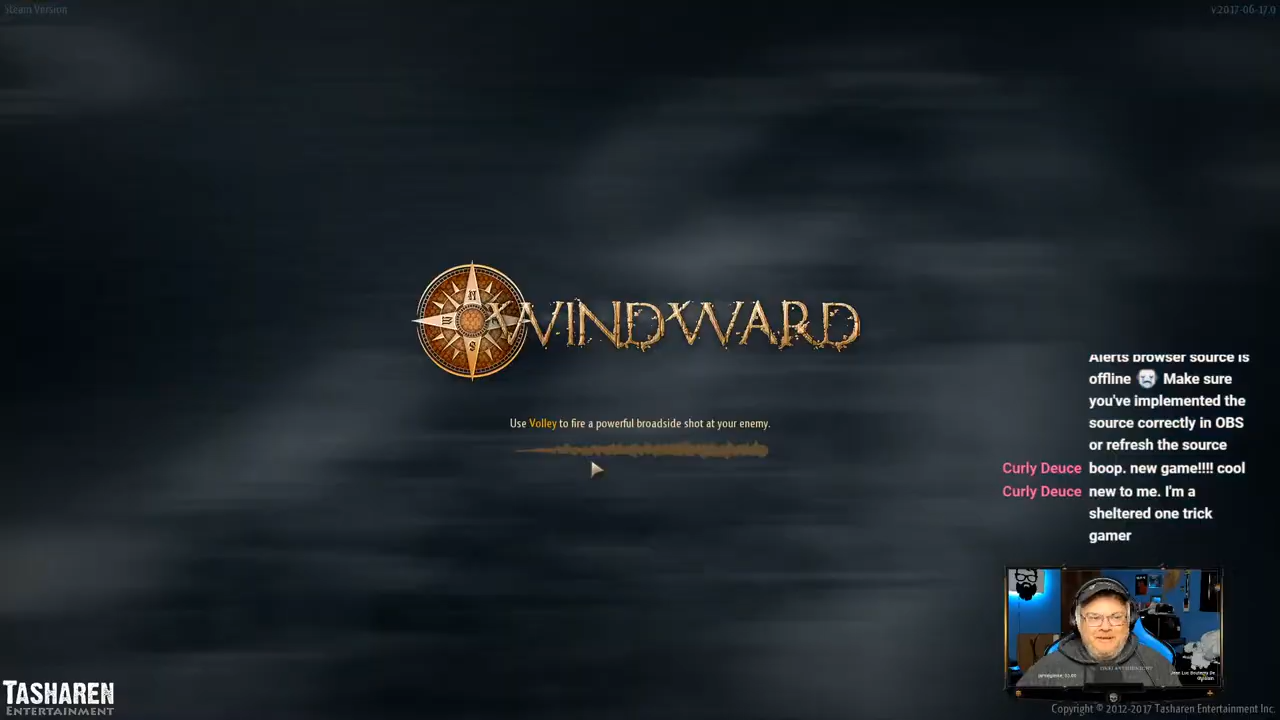 Steam Version
v.2017-06-17.0
N
WINDWARD
S
Use Volley to fire a powerful broadside shot at your enemy.
Alerts browser source is
offline 😭 Make sure
you've implemented the
source correctly in OBS
or refresh the source
Curly Deuce boop. new game!!!! cool
Curly Deuce new to me. I'm a
sheltered one trick
gamer
TASHAREN
ENTERTAINMENT
Copyright © 2012-2017 Tasharen Entertainment Inc.